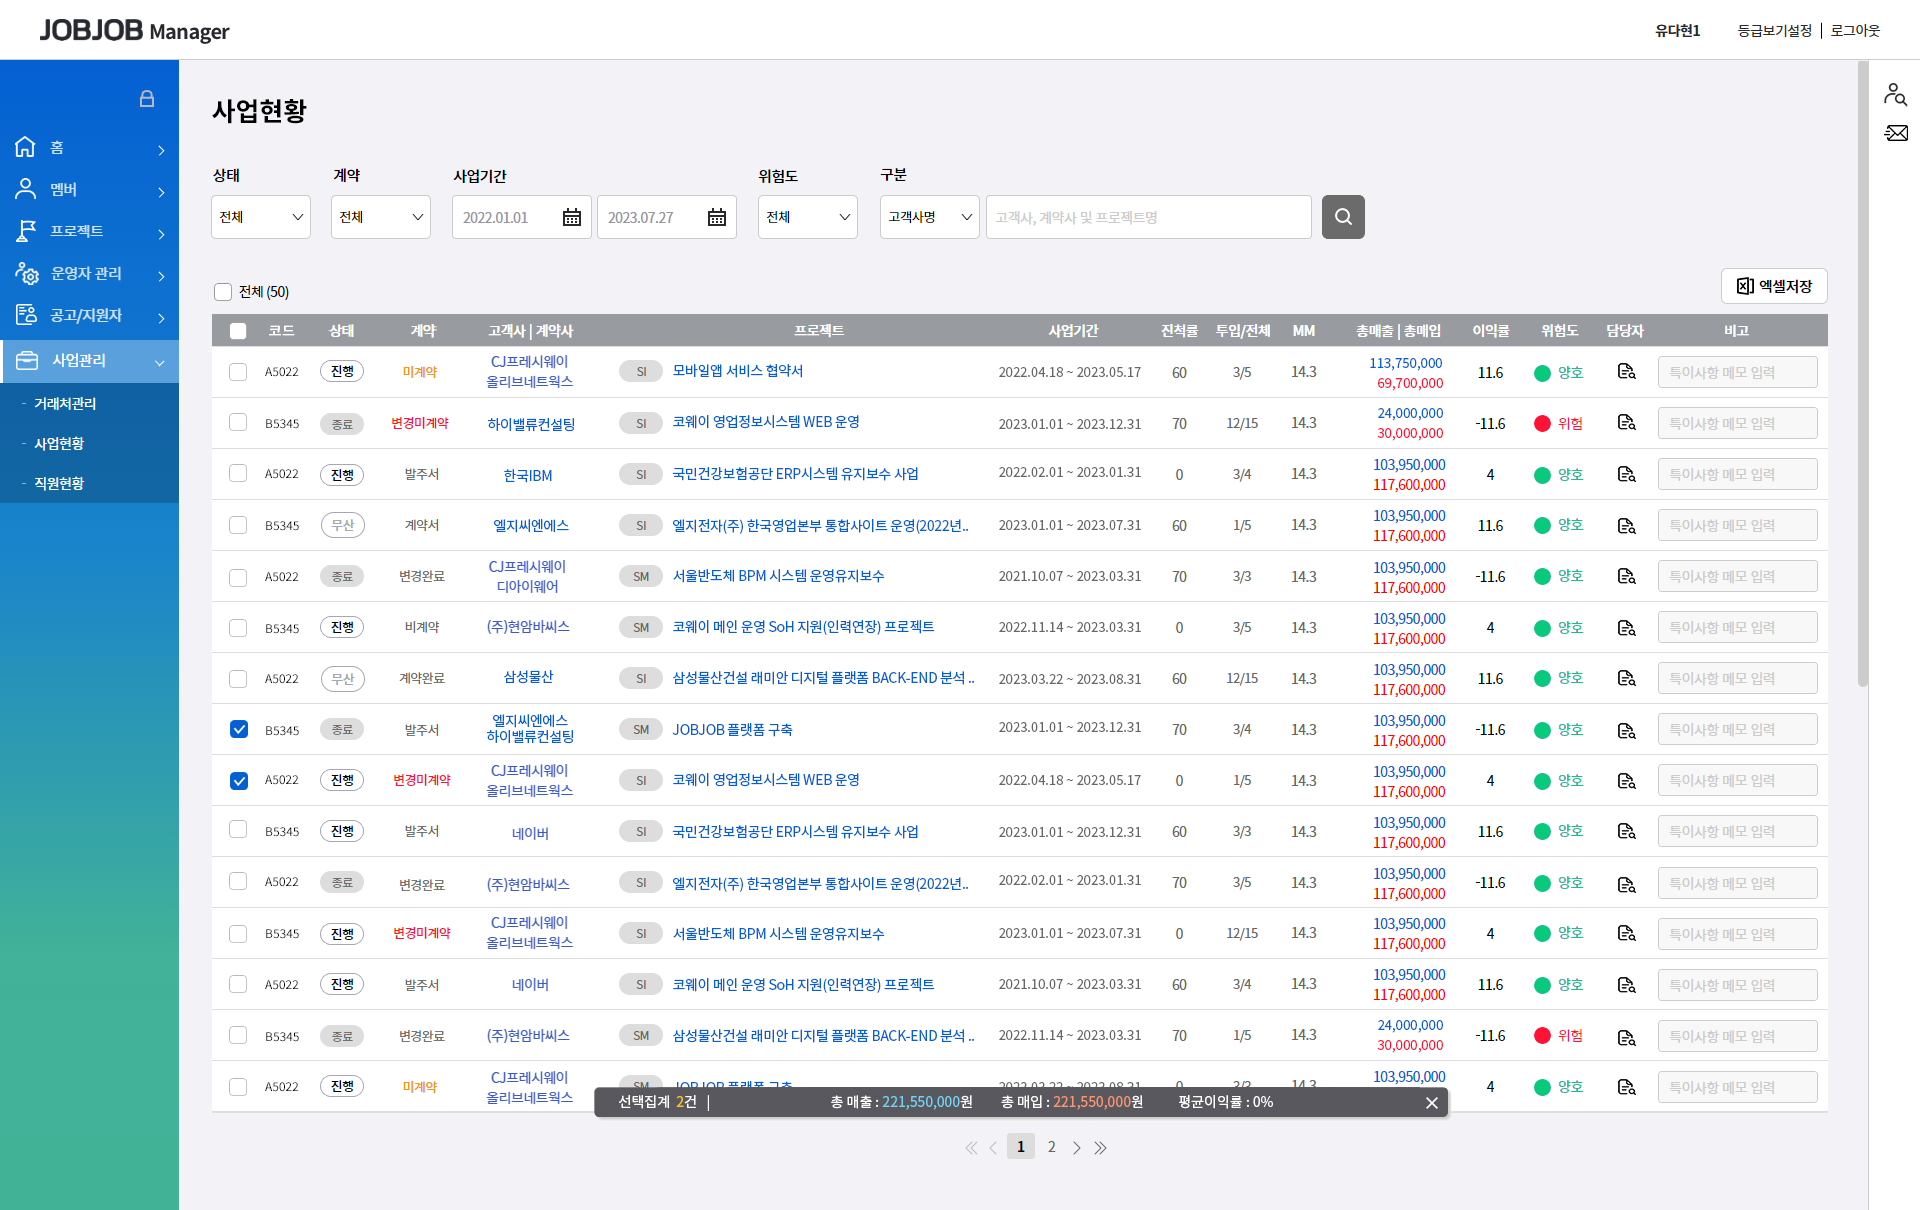 JOBJOB Manager
유다현1 등급보기설정 | 로그아웃
홈
멤버
프로젝트
운영자 관리
공고/지원자
사업관리
- 거래처관리
- 사업현황
- 직원현황
사업현황
상태 계약 사업기간 위험도 구분
전체 전체 2022.01.01 2023.07.27 전체 고객사명 고객사, 계약사 및 프로젝트명
전체 (50) 엑셀저장
코드 상태 계약 고객사 | 계약사 프로젝트 사업기간 진척률 투입/전체 MM 총매출 | 총매입 이익률 위험도 담당자 비고
CJ프레시웨이 113,750,000
A5022 진행 미계약 SI 모바일앱 서비스 협약서 2022.04.18 ~ 2023.05.17 60 3/5 14.3 11.6 양호 특이사항 메모 입력
올리브네트웍스 69,700,000
24,000,000
B5345 종료 변경미계약 하이밸류컨설팅 SI 코웨이 영업정보시스템 WEB 운영 2023.01.01 ~ 2023.12.31 70 12/15 14.3 -11.6 위험 특이사항 메모 입력
30,000,000
103,950,000
A5022 진행 발주서 한국IBM SI 국민건강보험공단 ERP시스템 유지보수 사업 2022.02.01 ~ 2023.01.31 0 3/4 14.3 4 양호 특이사항 메모 입력
117,600,000
103,950,000
B5345 무산 계약서 엘지씨엔에스 SI 엘지전자(주) 한국영업본부 통합사이트 운영(2022년.. 2023.01.01 ~ 2023.07.31 60 1/5 14.3 11.6 양호 특이사항 메모 입력
117,600,000
CJ프레시웨이 103,950,000
A5022 종료 변경완료 SM 서울반도체 BPM 시스템 운영유지보수 2021.10.07 ~ 2023.03.31 70 3/3 14.3 -11.6 양호 특이사항 메모 입력
디아이웨어 117,600,000
103,950,000
B5345 진행 비계약 (주)현암바씨스 SM 코웨이 메인 운영 SoH 지원(인력연장) 프로젝트 2022.11.14 ~ 2023.03.31 0 3/5 14.3 4 양호 특이사항 메모 입력
117,600,000
103,950,000
A5022 무산 계약완료 삼성물산 SI 삼성물산건설 래미안 디지털 플랫폼 BACK-END 분석 .. 2023.03.22 ~ 2023.08.31 60 12/15 14.3 11.6 양호 특이사항 메모 입력
117,600,000
엘지씨엔에스 103,950,000
B5345 종료 발주서 SM JOBJOB 플랫폼 구축 2023.01.01 ~ 2023.12.31 70 3/4 14.3 -11.6 양호 특이사항 메모 입력
하이밸류컨설팅 117,600,000
CJ프레시웨이 103,950,000
A5022 진행 변경미계약 SI 코웨이 영업정보시스템 WEB 운영 2022.04.18 ~ 2023.05.17 0 1/5 14.3 4 양호 특이사항 메모 입력
올리브네트웍스 117,600,000
103,950,000
B5345 진행 발주서 네이버 SI 국민건강보험공단 ERP시스템 유지보수 사업 2023.01.01 ~ 2023.12.31 60 3/3 14.3 11.6 양호 특이사항 메모 입력
117,600,000
103,950,000
A5022 종료 변경완료 (주)현암바씨스 SI 엘지전자(주) 한국영업본부 통합사이트 운영(2022년.. 2022.02.01 ~ 2023.01.31 70 3/5 14.3 -11.6 양호 특이사항 메모 입력
117,600,000
CJ프레시웨이 103,950,000
B5345 진행 변경미계약 SI 서울반도체 BPM 시스템 운영유지보수 2023.01.01 ~ 2023.07.31 0 12/15 14.3 4 양호 특이사항 메모 입력
올리브네트웍스 117,600,000
103,950,000
A5022 진행 발주서 네이버 SI 코웨이 메인 운영 SoH 지원(인력연장) 프로젝트 2021.10.07 ~ 2023.03.31 60 3/4 14.3 11.6 양호 특이사항 메모 입력
117,600,000
24,000,000
B5345 종료 변경완료 (주)현암바씨스 SM 삼성물산건설 래미안 디지털 플랫폼 BACK-END 분석 .. 2022.11.14 ~ 2023.03.31 70 1/5 14.3 -11.6 위험 특이사항 메모 입력
30,000,000
CJ프레시웨이 103,950,000
A5022 진행 미계약 SM JOBJOB 플랫폼 구축 2023.03.22 ~ 2023.08.31 0 3/3 14.3 4 양호 특이사항 메모 입력
올리브네트웍스
선택집계 2건 | 총 매출 : 221,550,000원 총 매입 : 221,550,000원 평균이익률 : 0%
1 2